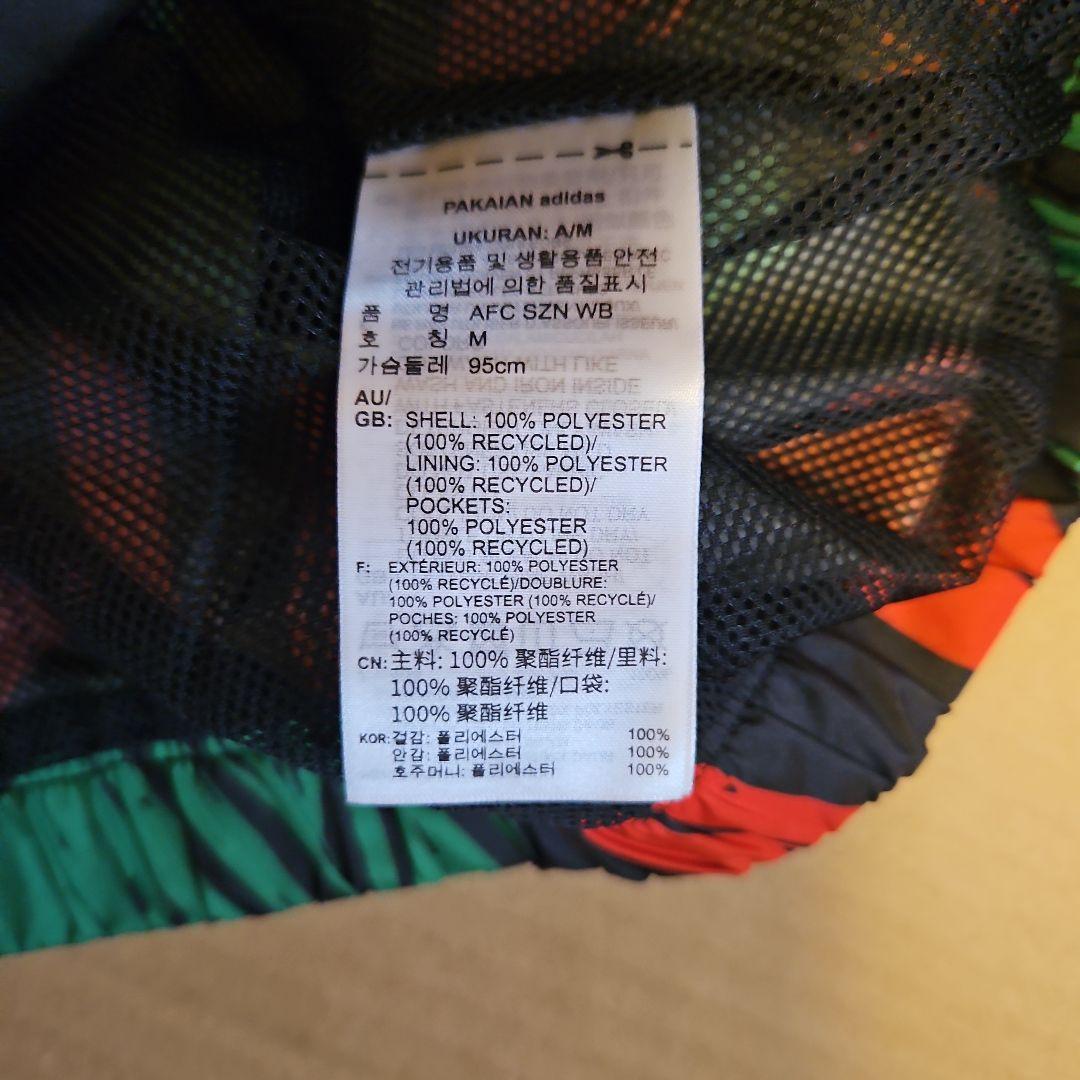 PAKAIAN adidas
UKURAN: A/M
전기용품 및 생활용품 안전
관리법에 의한 품질표시
품 명 AFC SZN WB
호 칭 M
가슴둘레 95cm
AU/
GB: SHELL: 100% POLYESTER
(100% RECYCLED)/
LINING: 100% POLYESTER
(100% RECYCLED)/
POCKETS:
100% POLYESTER
(100% RECYCLED)
F: EXTÉRIEUR: 100% POLYESTER
(100% RECYCLÉ)/DOUBLURE:
100% POLYESTER (100% RECYCLÉ)/
POCHES: 100% POLYESTER
(100% RECYCLÉ)
CN: 主料: 100% 聚酯纤维/里料:
100% 聚酯纤维/口袋:
100% 聚酯纤维
KOR: 겉감: 폴리에스터 100%
안감: 폴리에스터 100%
호주머니: 폴리에스터 100%